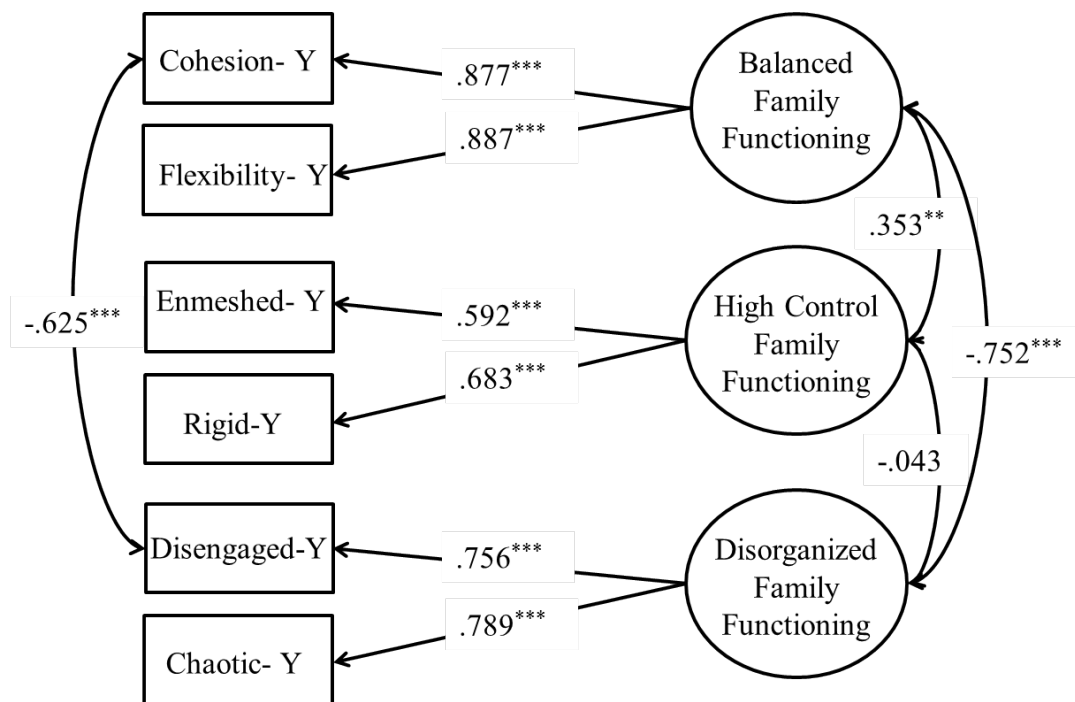 Cohesion- Y
.877***
Balanced
Family
Functioning
.887***
Flexibility- Y
.353**
Enmeshed- Y
.592***
High Control
Family
Functioning
-.625***
-.752***
.683***
Rigid-Y
-.043
Disengaged-Y
.756***
Disorganized
Family
Functioning
.789***
Chaotic- Y